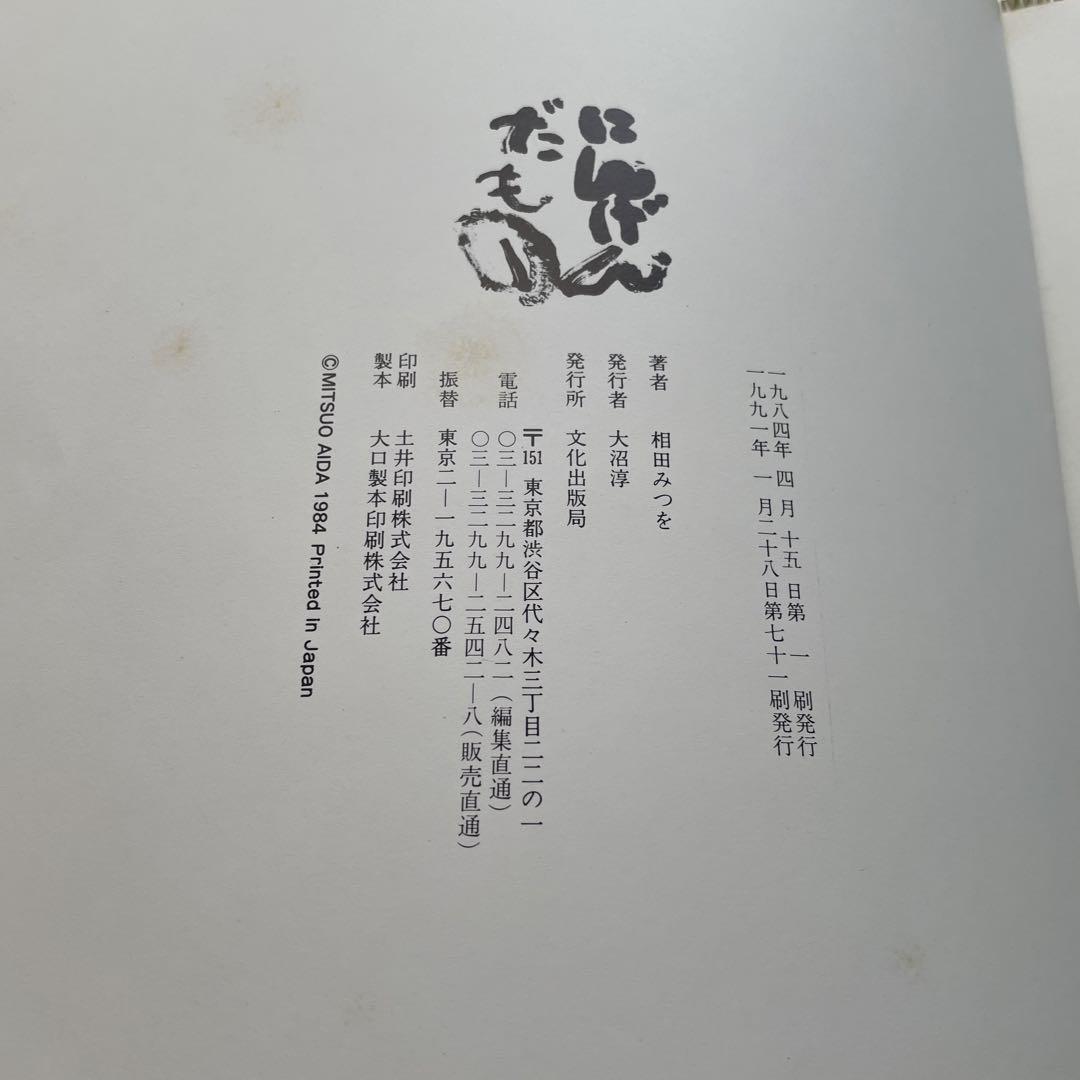 にんげん
だもの
一九八四年 四 月 十五 日第 一 刷発行
一九九一年 一 月二十八日第七十一刷発行
著者 相田みつを
発行者 大沼淳
発行所 文化出版局
〒151 東京都渋谷区代々木三丁目二二の一
電話 〇三―三二九九―二四八二(編集直通)
〇三―三二九九―二五四二―八(販売直通)
振替 東京二―一九五六七〇番
印刷 土井印刷株式会社
製本 大口製本印刷株式会社
©MITSUO AIDA 1984 Printed in Japan